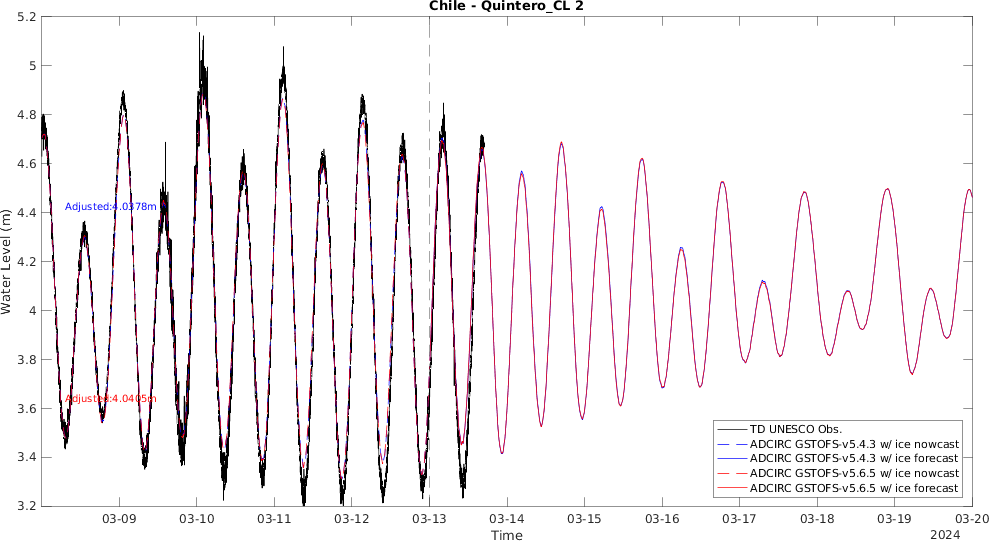 Chile - Quintero_CL 2
5.2
5
4.8
4.6
4.4
4.2
4
3.8
3.6
3.4
3.2
Water Level (m)
Adjusted:4.0378m
Adjusted:4.0405m
TD UNESCO Obs.
ADCIRC GSTOFS-v5.4.3 w/ ice nowcast
ADCIRC GSTOFS-v5.4.3 w/ ice forecast
ADCIRC GSTOFS-v5.6.5 w/ ice nowcast
ADCIRC GSTOFS-v5.6.5 w/ ice forecast
03-09 03-10 03-11 03-12 03-13 03-14 03-15 03-16 03-17 03-18 03-19 03-20
Time
2024